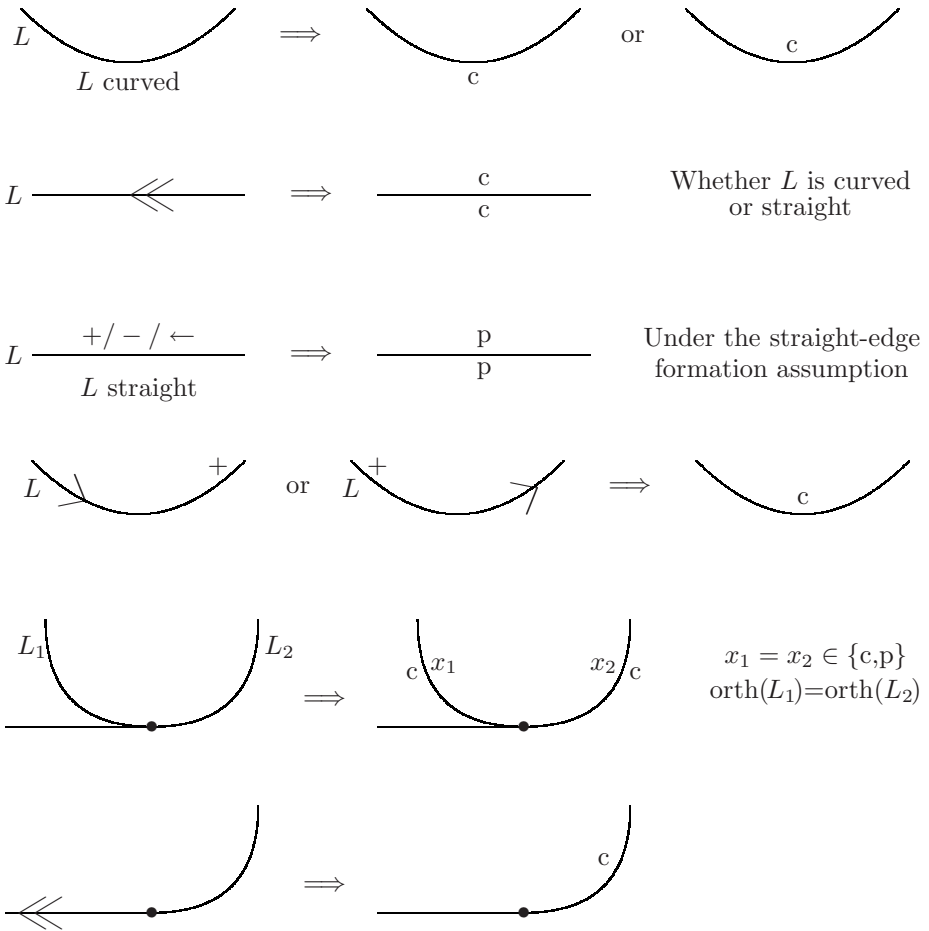 L ⟹ or c
L curved c
L ⟹ c Whether L is curved
c or straight
+/ − / ← p Under the straight-edge
L ⟹
L straight p formation assumption
+ +
L or L ⟹ c
L₁ L₂ c x₁ x₂ c x₁ = x₂ ∈ {c,p}
⟹ orth(L₁)=orth(L₂)
c
⟹